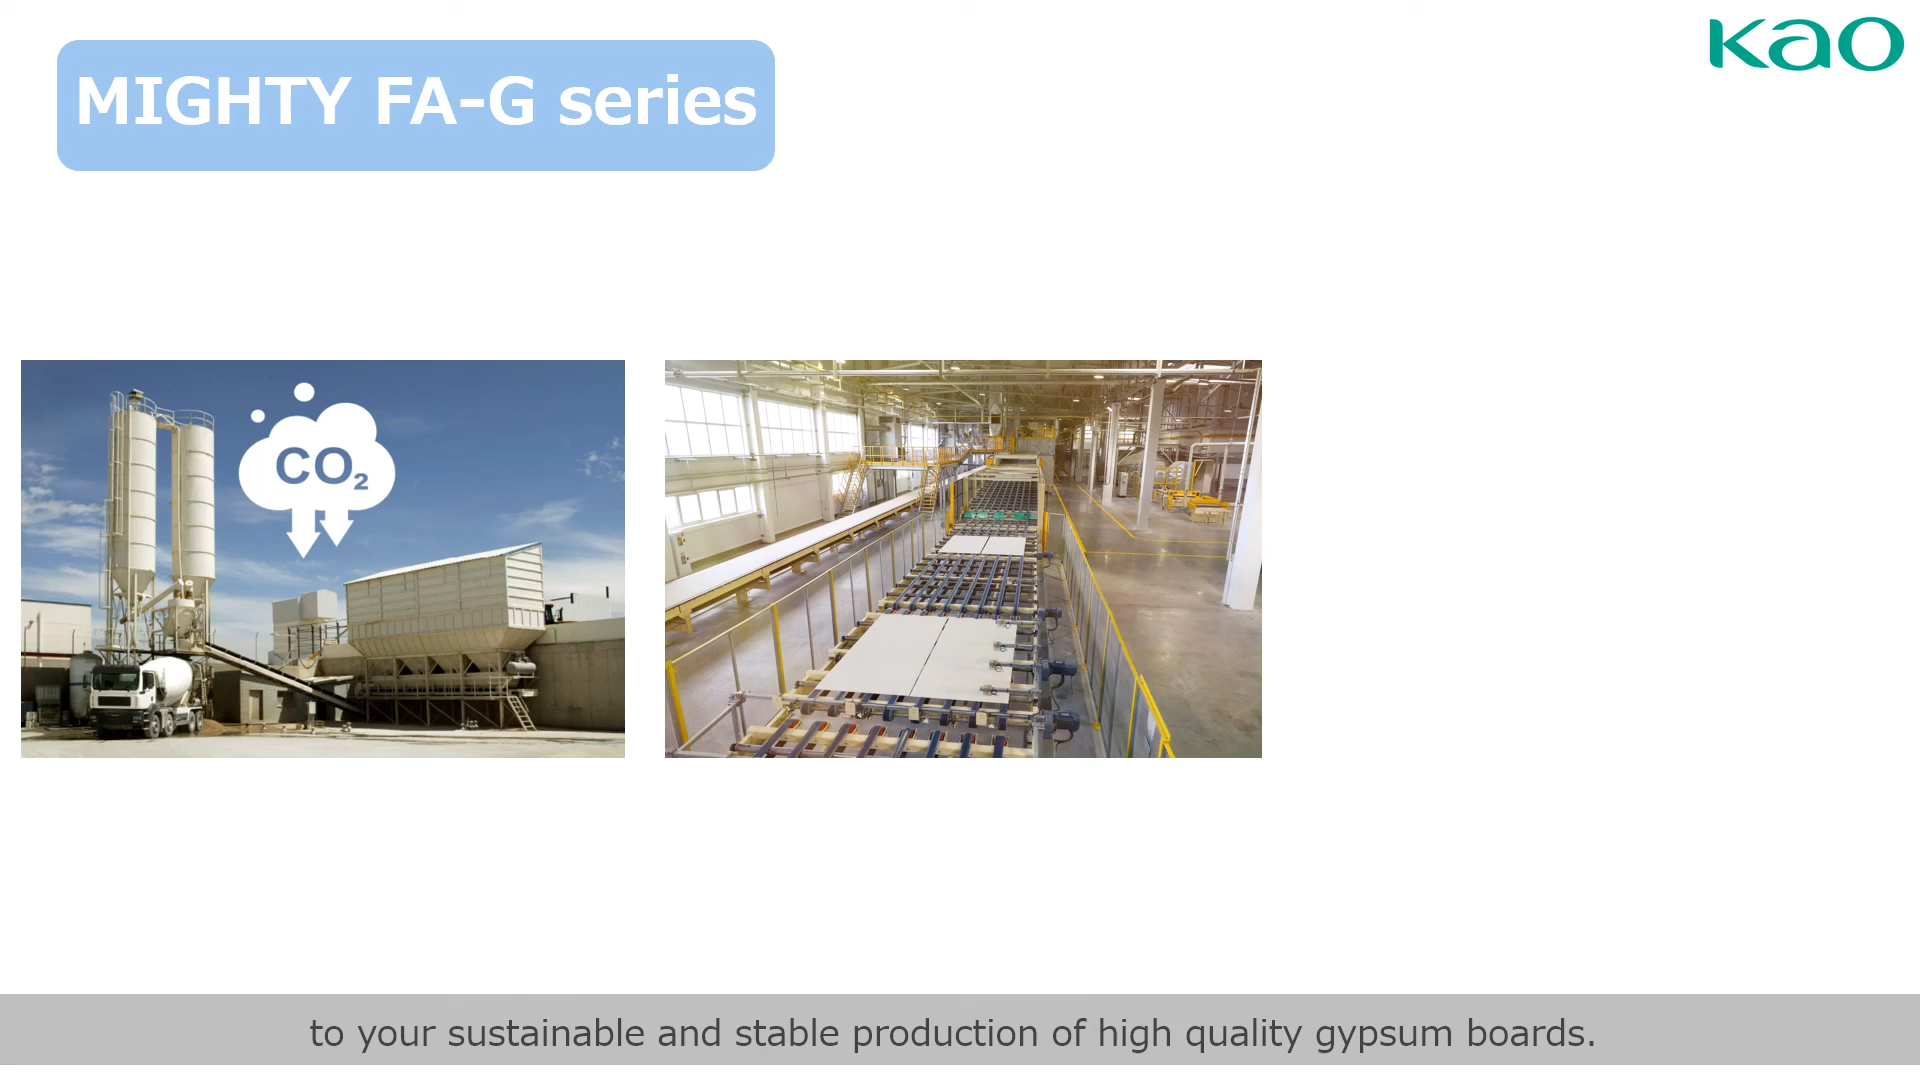 Kao
MIGHTY FA-G series
CO₂
to your sustainable and stable production of high quality gypsum boards.